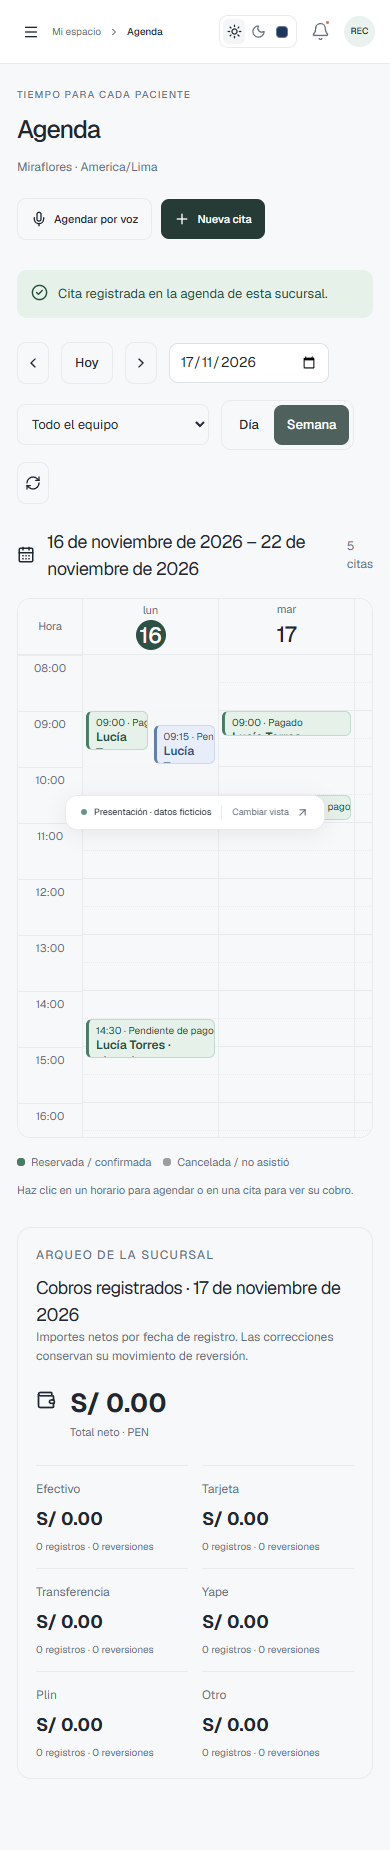 Mi espacio > Agenda
REC
TIEMPO PARA CADA PACIENTE
Agenda
Miraflores · America/Lima
Agendar por voz
Nueva cita
Cita registrada en la agenda de esta sucursal.
Hoy
17/11/2026
Todo el equipo
Día
Semana
16 de noviembre de 2026 – 22 de
noviembre de 2026
5
citas
Hora
lun
16
mar
17
08:00
09:00
09:00 · Pag
Lucía
09:15 · Pen
Lucía
09:00 · Pagado
10:00
pago
Presentación · datos ficticios
Cambiar vista
11:00
12:00
13:00
14:00
14:30 · Pendiente de pago
Lucía Torres ·
15:00
16:00
Reservada / confirmada
Cancelada / no asistió
Haz clic en un horario para agendar o en una cita para ver su cobro.
ARQUEO DE LA SUCURSAL
Cobros registrados · 17 de noviembre de
2026
Importes netos por fecha de registro. Las correcciones
conservan su movimiento de reversión.
S/ 0.00
Total neto · PEN
Efectivo
S/ 0.00
0 registros · 0 reversiones
Tarjeta
S/ 0.00
0 registros · 0 reversiones
Transferencia
S/ 0.00
0 registros · 0 reversiones
Yape
S/ 0.00
0 registros · 0 reversiones
Plin
S/ 0.00
0 registros · 0 reversiones
Otro
S/ 0.00
0 registros · 0 reversiones